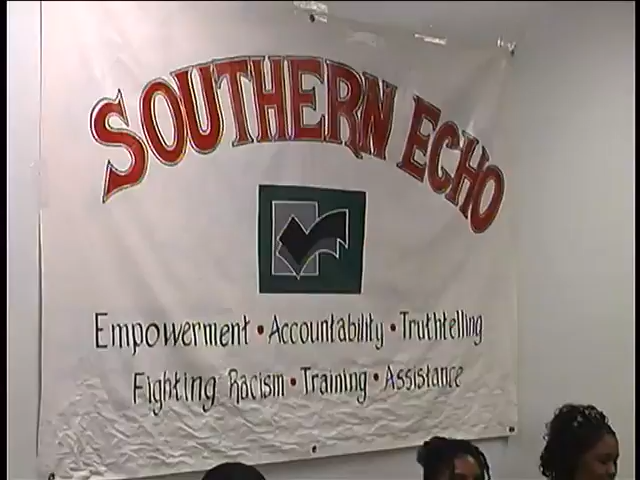 SOUTHERN ECHO
Empowerment • Accountability • Truthtelling
Fighting Racism • Training • Assistance